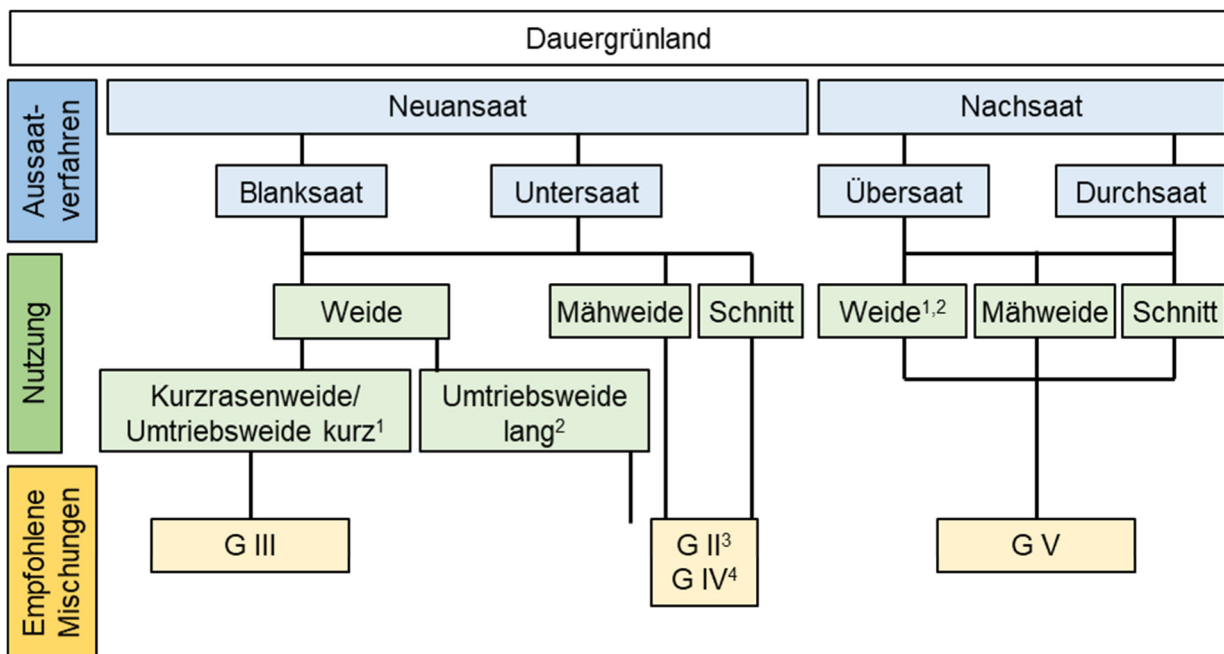 Dauergrünland
Aussaat-
verfahren
Neuansaat
Nachsaat
Blanksaat
Untersaat
Übersaat
Durchsaat
Nutzung
Weide
Mähweide
Schnitt
Weide¹,²
Mähweide
Schnitt
Kurzrasenweide/
Umtriebsweide kurz¹
Umtriebsweide
lang²
Empfohlene
Mischungen
G III
G II³
G IV⁴
G V